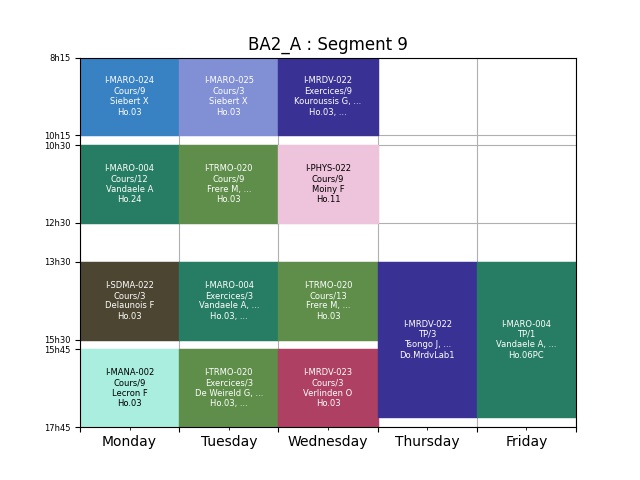 BA2_A : Segment 9
8h15
I-MARO-024
Cours/9
Siebert X
Ho.03
I-MARO-025
Cours/3
Siebert X
Ho.03
I-MRDV-022
Exercices/9
Kouroussis G, ...
Ho.03, ...
10h15
10h30
I-MARO-004
Cours/12
Vandaele A
Ho.24
I-TRMO-020
Cours/9
Frere M, ...
Ho.03
I-PHYS-022
Cours/9
Moiny F
Ho.11
12h30
13h30
I-SDMA-022
Cours/3
Delaunois F
Ho.03
I-MARO-004
Exercices/3
Vandaele A, ...
Ho.03, ...
I-TRMO-020
Cours/13
Frere M, ...
Ho.03
I-MRDV-022
TP/3
Tsongo J, ...
Do.MrdvLab1
I-MARO-004
TP/1
Vandaele A, ...
Ho.06PC
15h30
15h45
I-MANA-002
Cours/9
Lecron F
Ho.03
I-TRMO-020
Exercices/3
De Weireld G, ...
Ho.03, ...
I-MRDV-023
Cours/3
Verlinden O
Ho.03
17h45
Monday
Tuesday
Wednesday
Thursday
Friday